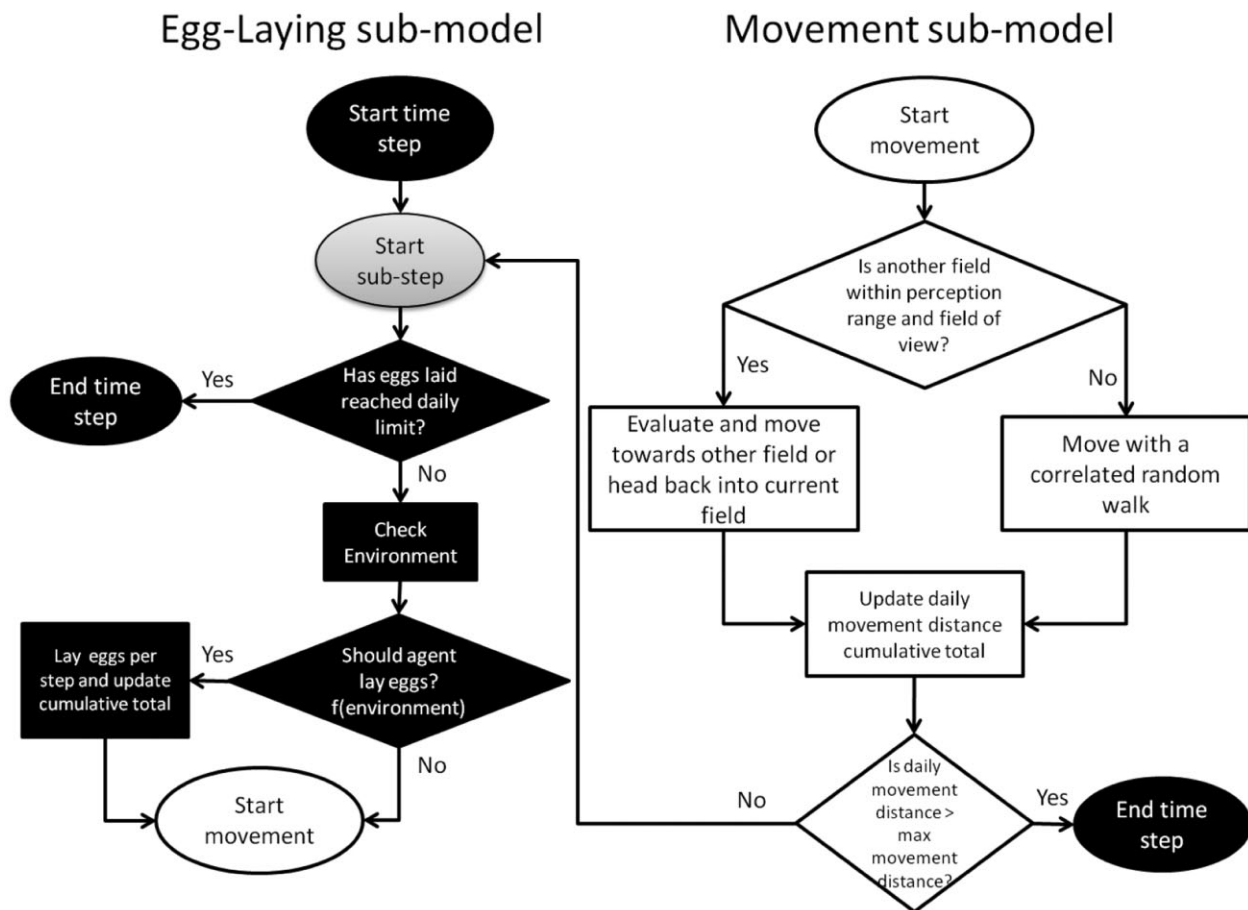 Egg-Laying sub-model
Start time
step
Start
sub-step
Has eggs laid
reached daily
limit?
Yes
End time
step
No
Check
Environment
Should agent
lay eggs?
f(environment)
Yes
Lay eggs per
step and update
cumulative total
No
Start
movement
Movement sub-model
Start
movement
Is another field
within perception
range and field of
view?
Yes
No
Evaluate and move
towards other field or
head back into current
field
Move with a
correlated random
walk
Update daily
movement distance
cumulative total
Is daily
movement
distance >
max
movement
distance?
No
Yes
End time
step